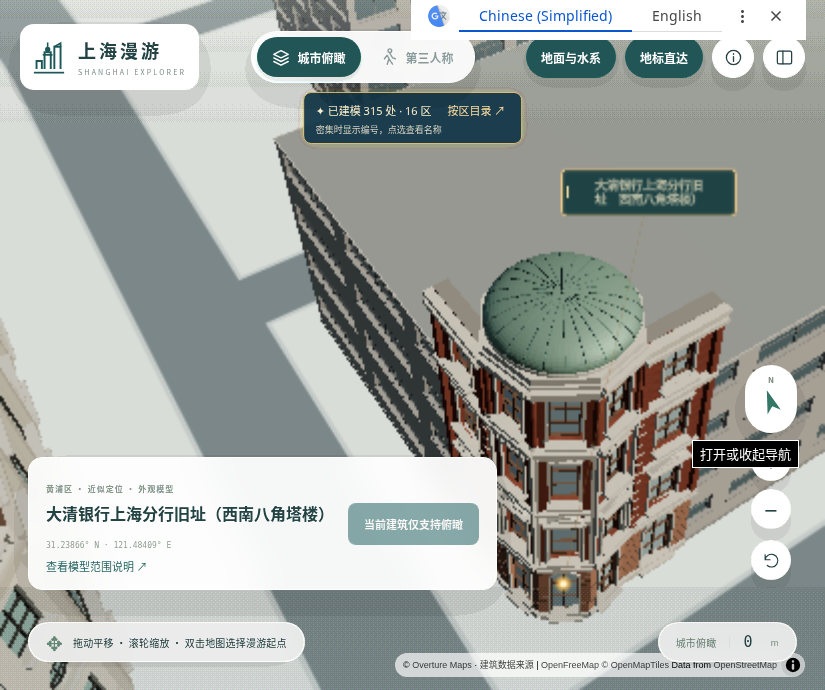 Chinese (Simplified)
English
上海漫游
SHANGHAI EXPLORER
城市俯瞰
第三人称
地面与水系
地标直达
✦ 已建模 315 处 · 16 区 按区目录 ↗
密集时显示编号，点选查看名称
大清银行上海分行旧
址 西南八角塔楼）
N
打开或收起导航
黄浦区 · 近似定位 · 外观模型
大清银行上海分行旧址（西南八角塔楼）
当前建筑仅支持俯瞰
31.23866° N · 121.48409° E
查看模型范围说明 ↗
拖动平移 · 滚轮缩放 · 双击地图选择漫游起点
城市俯瞰 0 m
© Overture Maps · 建筑数据来源 | OpenFreeMap © OpenMapTiles Data from OpenStreetMap